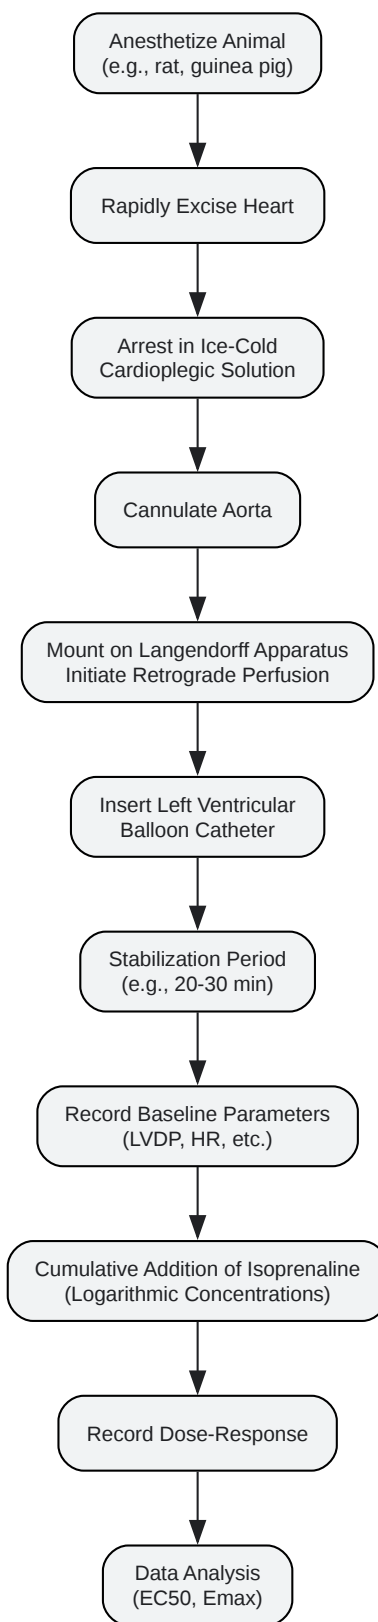 Anesthetize Animal
(e.g., rat, guinea pig)
Rapidly Excise Heart
Arrest in Ice-Cold
Cardioplegic Solution
Cannulate Aorta
Mount on Langendorff Apparatus
Initiate Retrograde Perfusion
Insert Left Ventricular
Balloon Catheter
Stabilization Period
(e.g., 20-30 min)
Record Baseline Parameters
(LVDP, HR, etc.)
Cumulative Addition of Isoprenaline
(Logarithmic Concentrations)
Record Dose-Response
Data Analysis
(EC50, Emax)